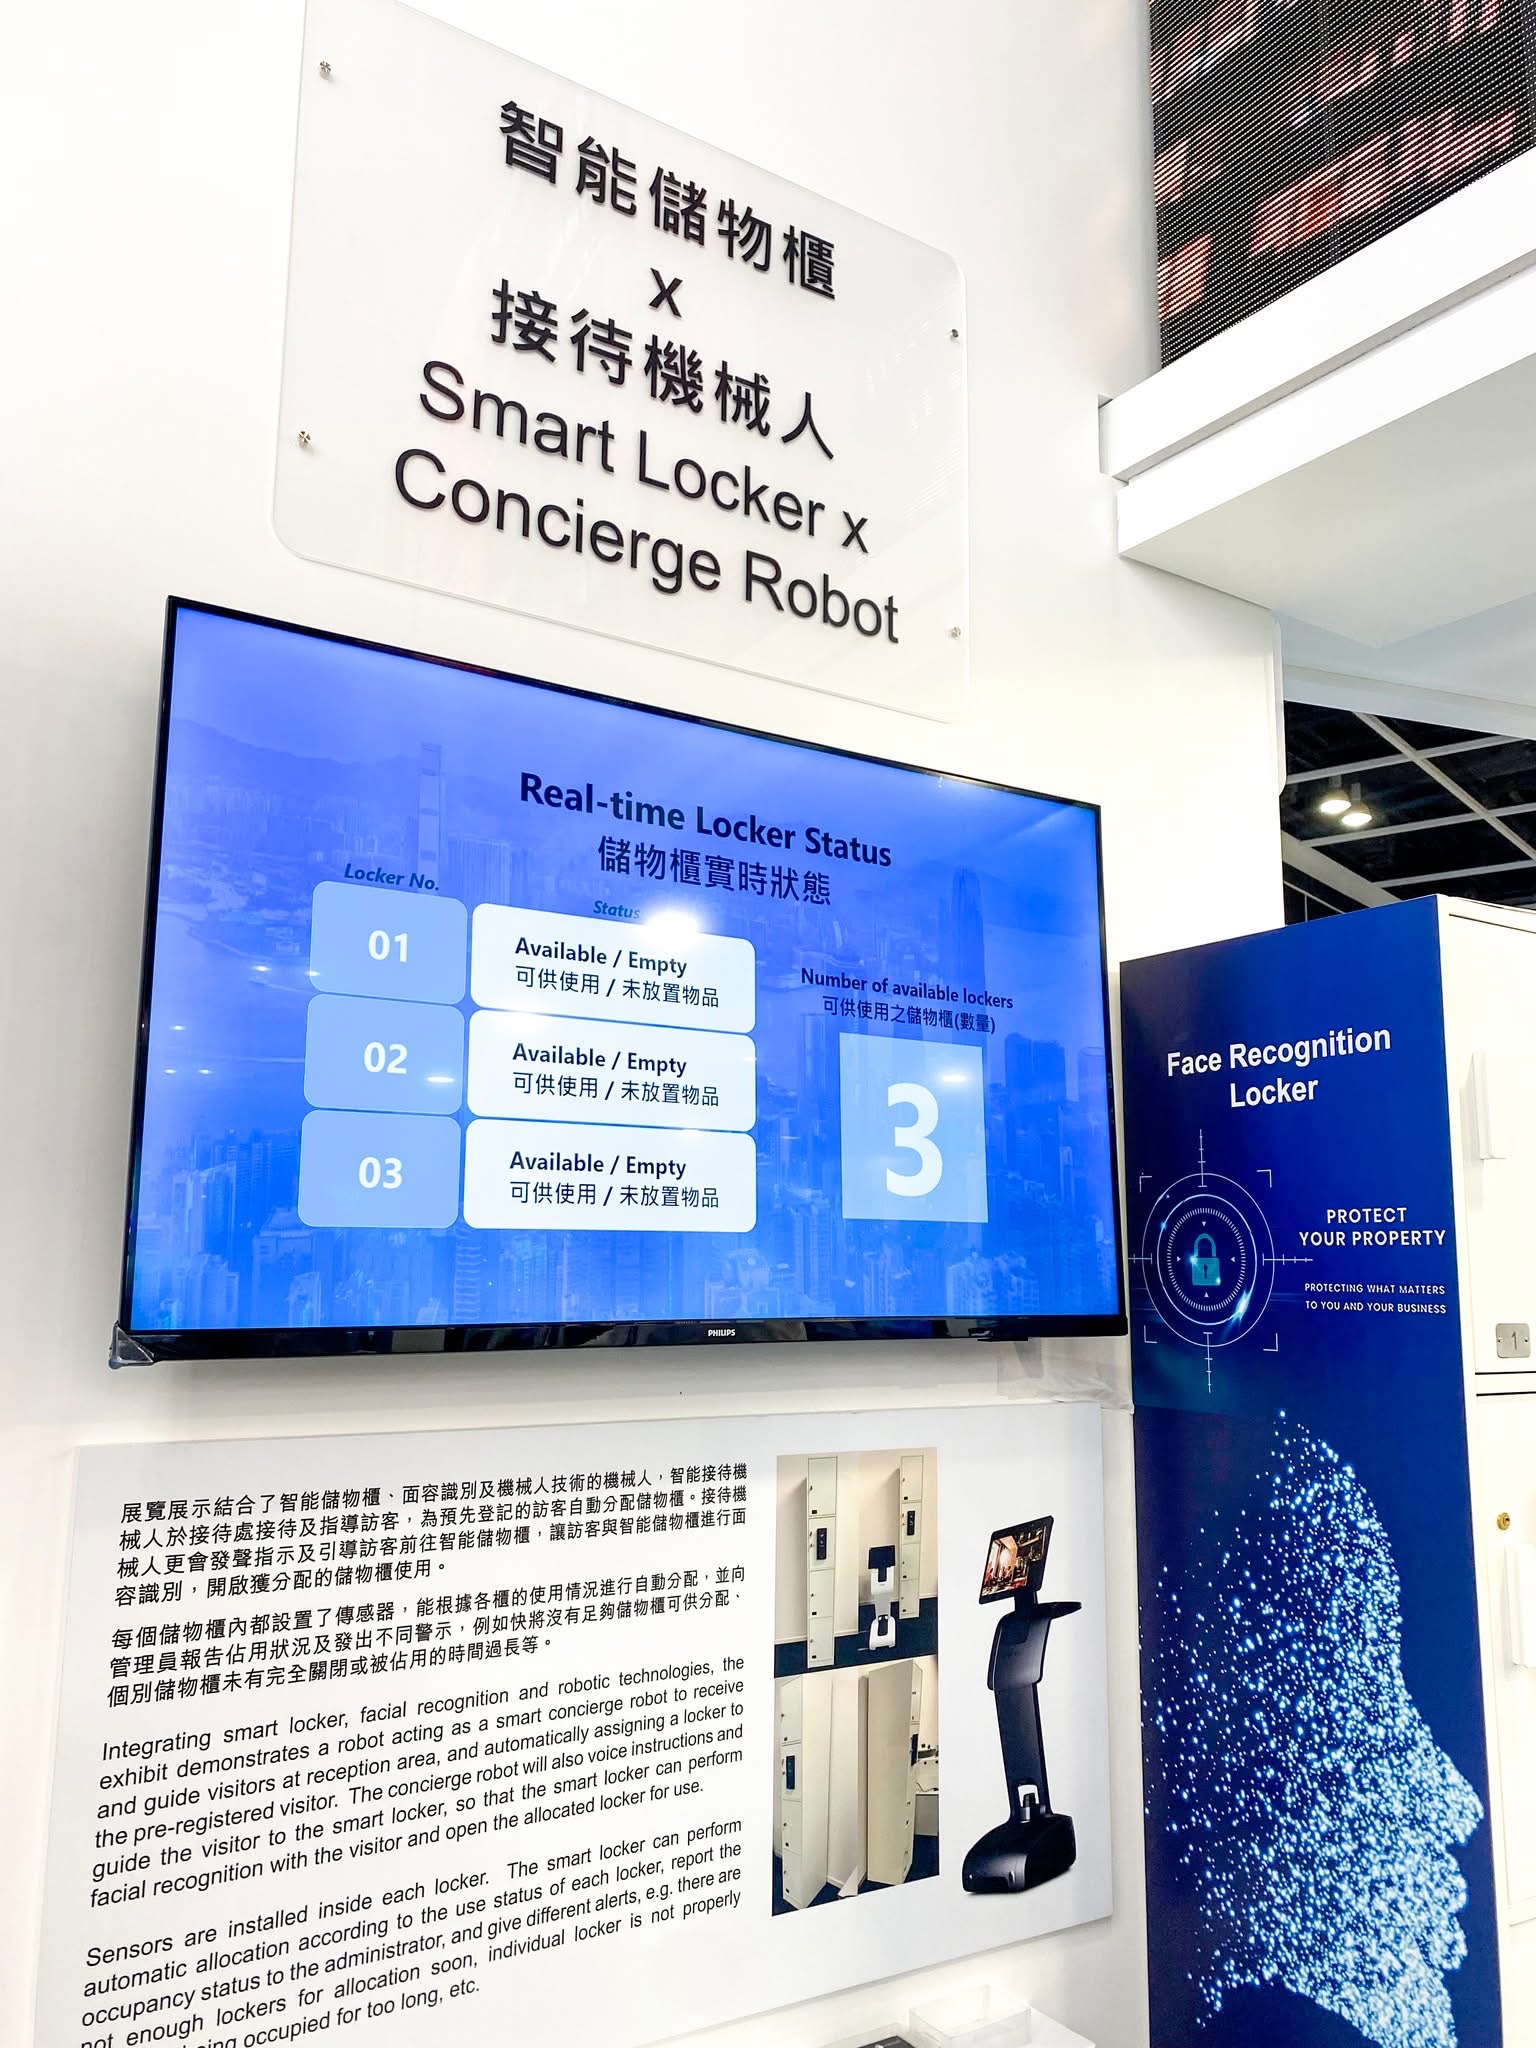 智能儲物櫃
x
接待機械人
Smart Locker x
Concierge Robot
Real-time Locker Status
儲物櫃實時狀態
Locker No.
Status
01
Available / Empty
可供使用 / 未放置物品
02
Available / Empty
可供使用 / 未放置物品
03
Available / Empty
可供使用 / 未放置物品
Number of available lockers
可供使用之儲物櫃(數量)
3
PHILIPS
Face Recognition
Locker
PROTECT
YOUR PROPERTY
PROTECTING WHAT MATTERS
TO YOU AND YOUR BUSINESS
1
展覽展示結合了智能儲物櫃、面容識別及機械人技術的機械人，智能接待機
械人於接待處接待及指導訪客，為預先登記的訪客自動分配儲物櫃。接待機
械人更會發聲指示及引導訪客前往智能儲物櫃，讓訪客與智能儲物櫃進行面
容識別，開啟獲分配的儲物櫃使用。
每個儲物櫃內都設置了傳感器，能根據各櫃的使用情況進行自動分配，並向
管理員報告佔用狀況及發出不同警示，例如快將沒有足夠儲物櫃可供分配、
個別儲物櫃未有完全關閉或被佔用的時間過長等。
Integrating smart locker, facial recognition and robotic technologies, the
exhibit demonstrates a robot acting as a smart concierge robot to receive
and guide visitors at reception area, and automatically assigning a locker to
the pre-registered visitor. The concierge robot will also voice instructions and
guide the visitor to the smart locker, so that the smart locker can perform
facial recognition with the visitor and open the allocated locker for use.
Sensors are installed inside each locker. The smart locker can perform
automatic allocation according to the use status of each locker, report the
occupancy status to the administrator, and give different alerts, e.g. there are
not enough lockers for allocation soon, individual locker is not properly
being occupied for too long, etc.